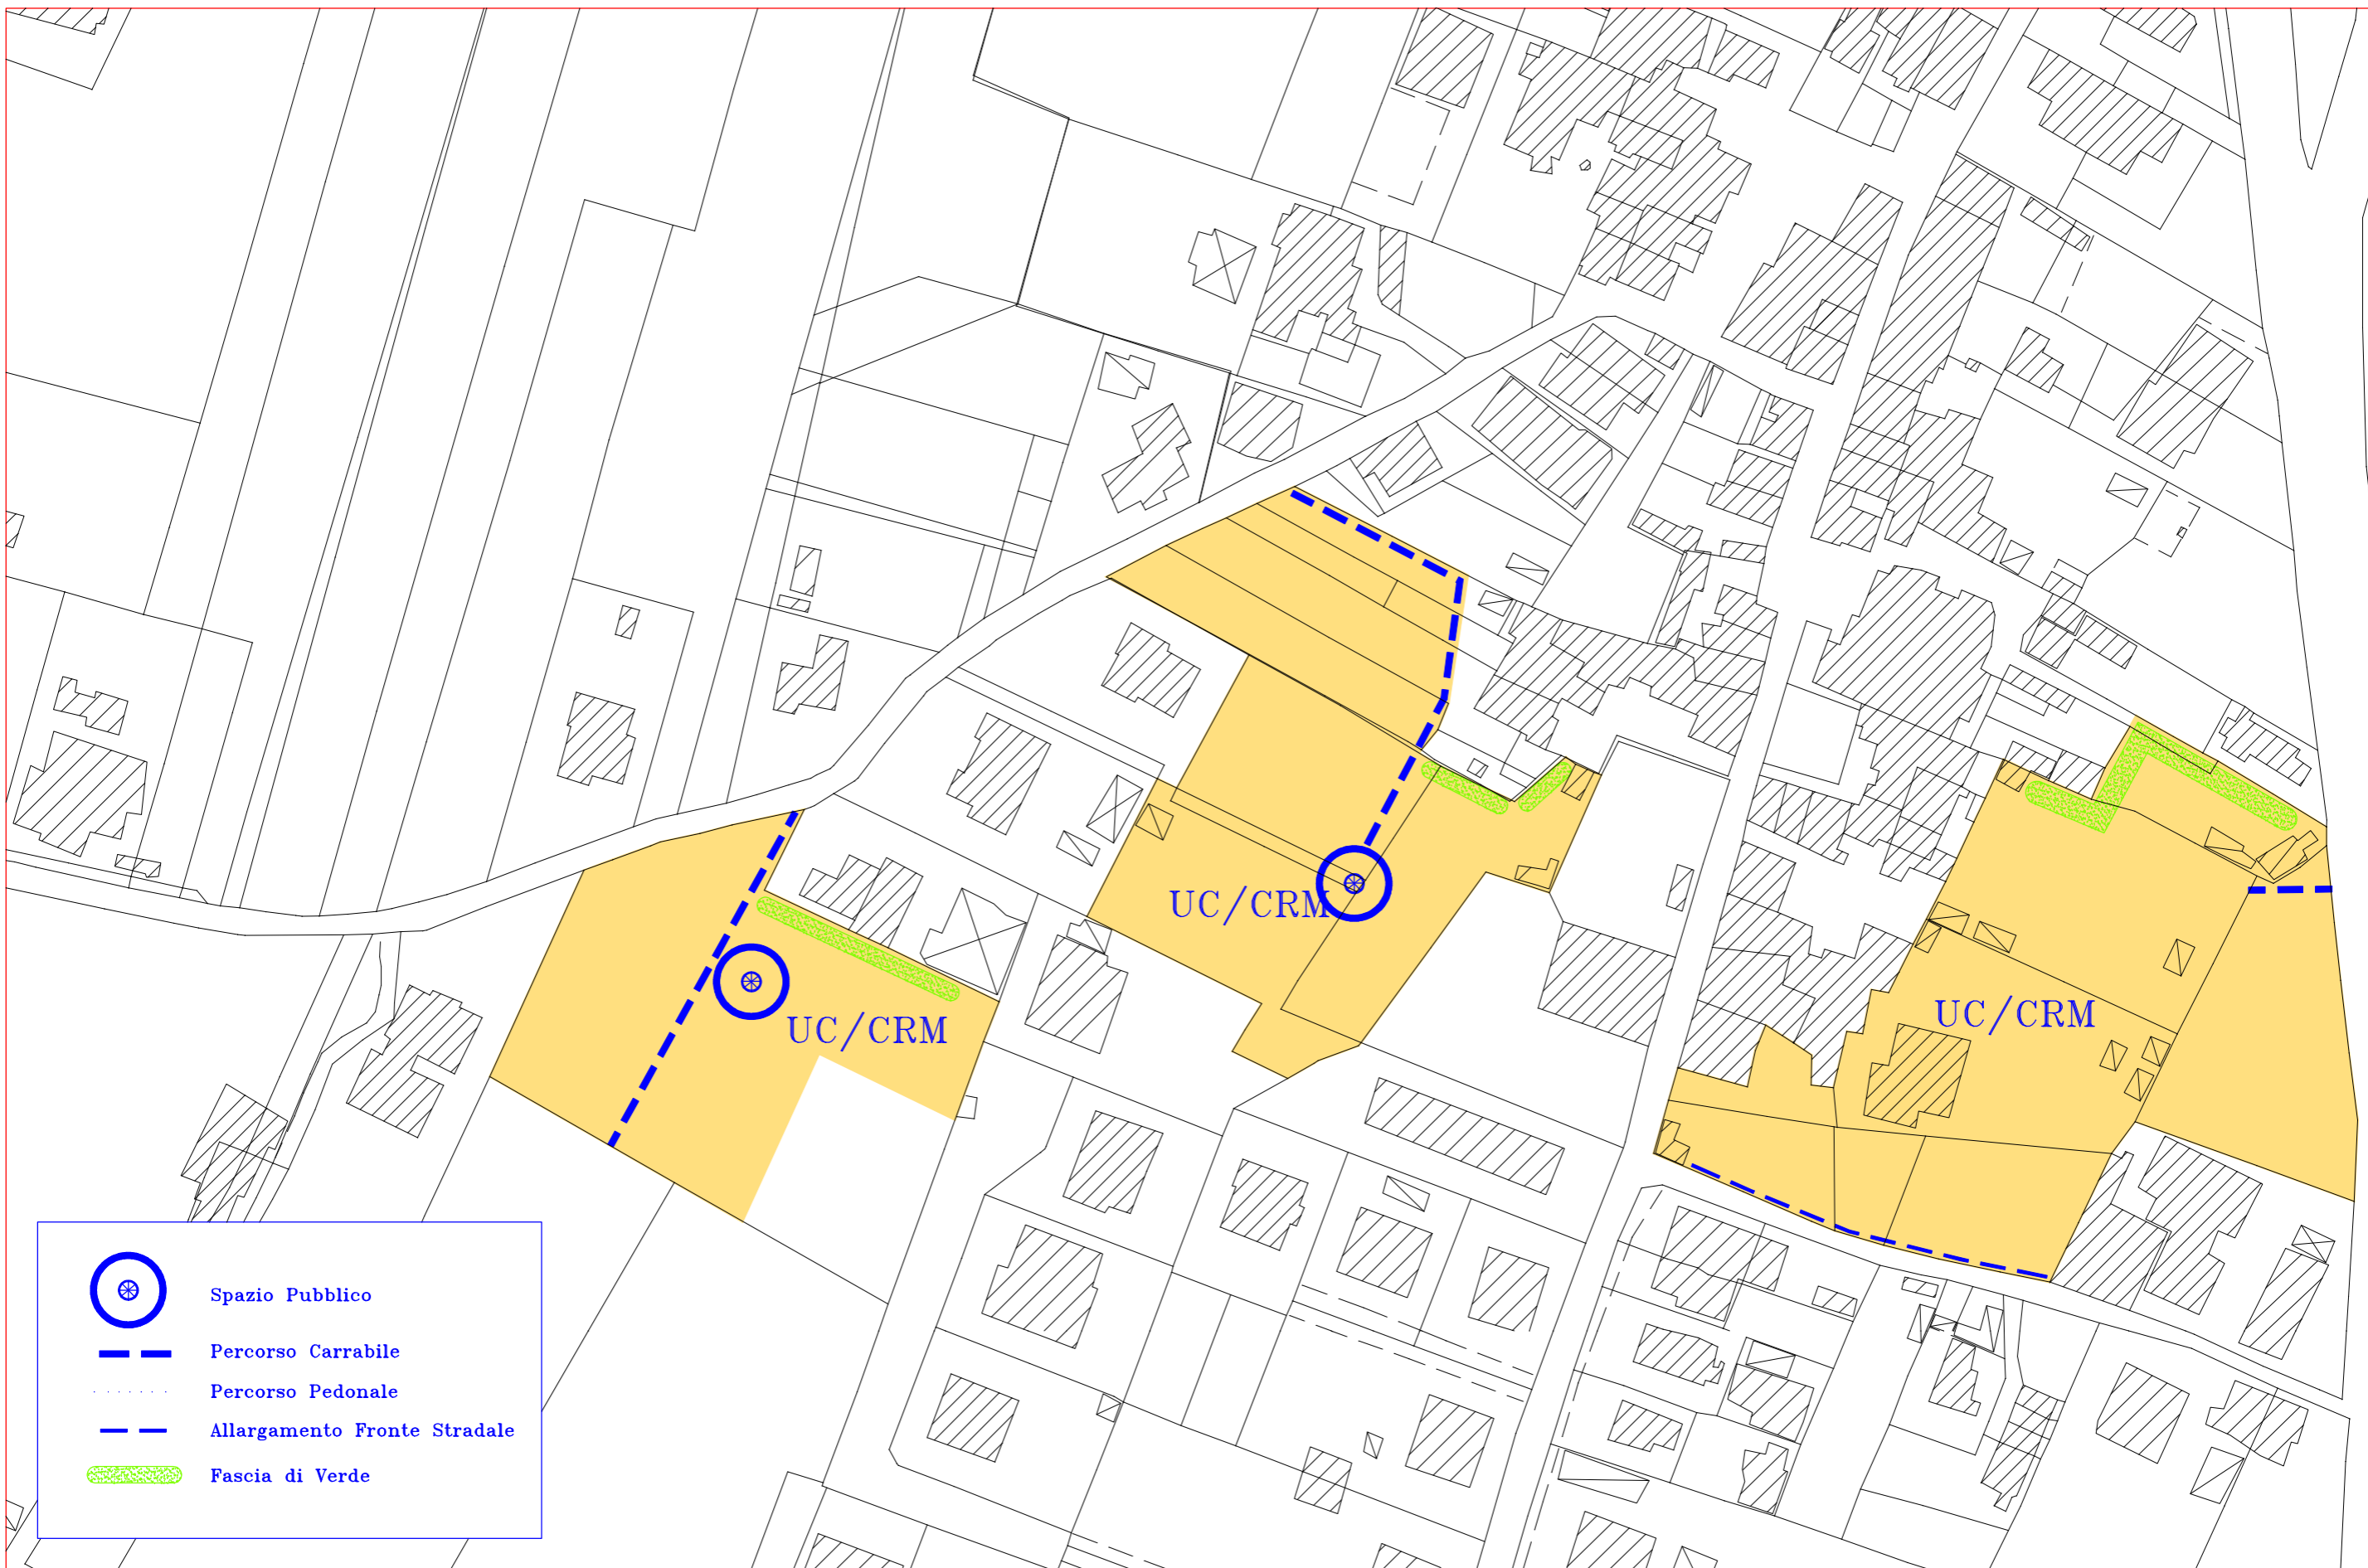 UC/CRM
UC/CRM
UC/CRM
Spazio Pubblico
Percorso Carrabile
Percorso Pedonale
Allargamento Fronte Stradale
Fascia di Verde